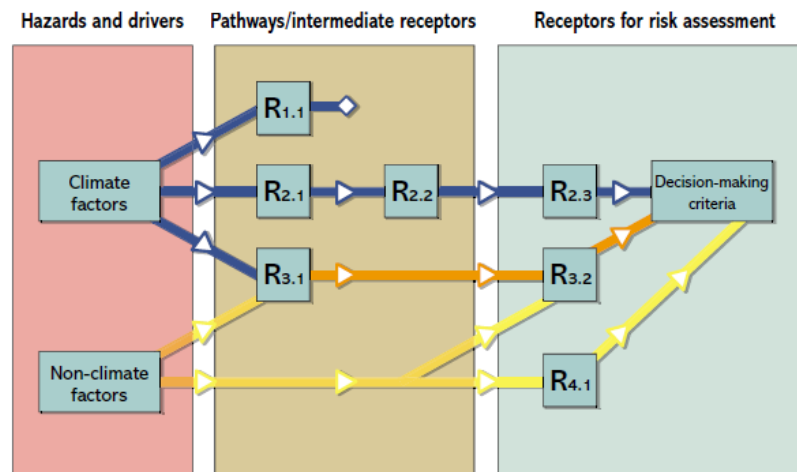 Hazards and drivers
Pathways/intermediate receptors
Receptors for risk assessment
R1.1
Climate
factors
R2.1
R2.2
R2.3
Decision-making
criteria
R3.1
R3.2
Non-climate
factors
R4.1